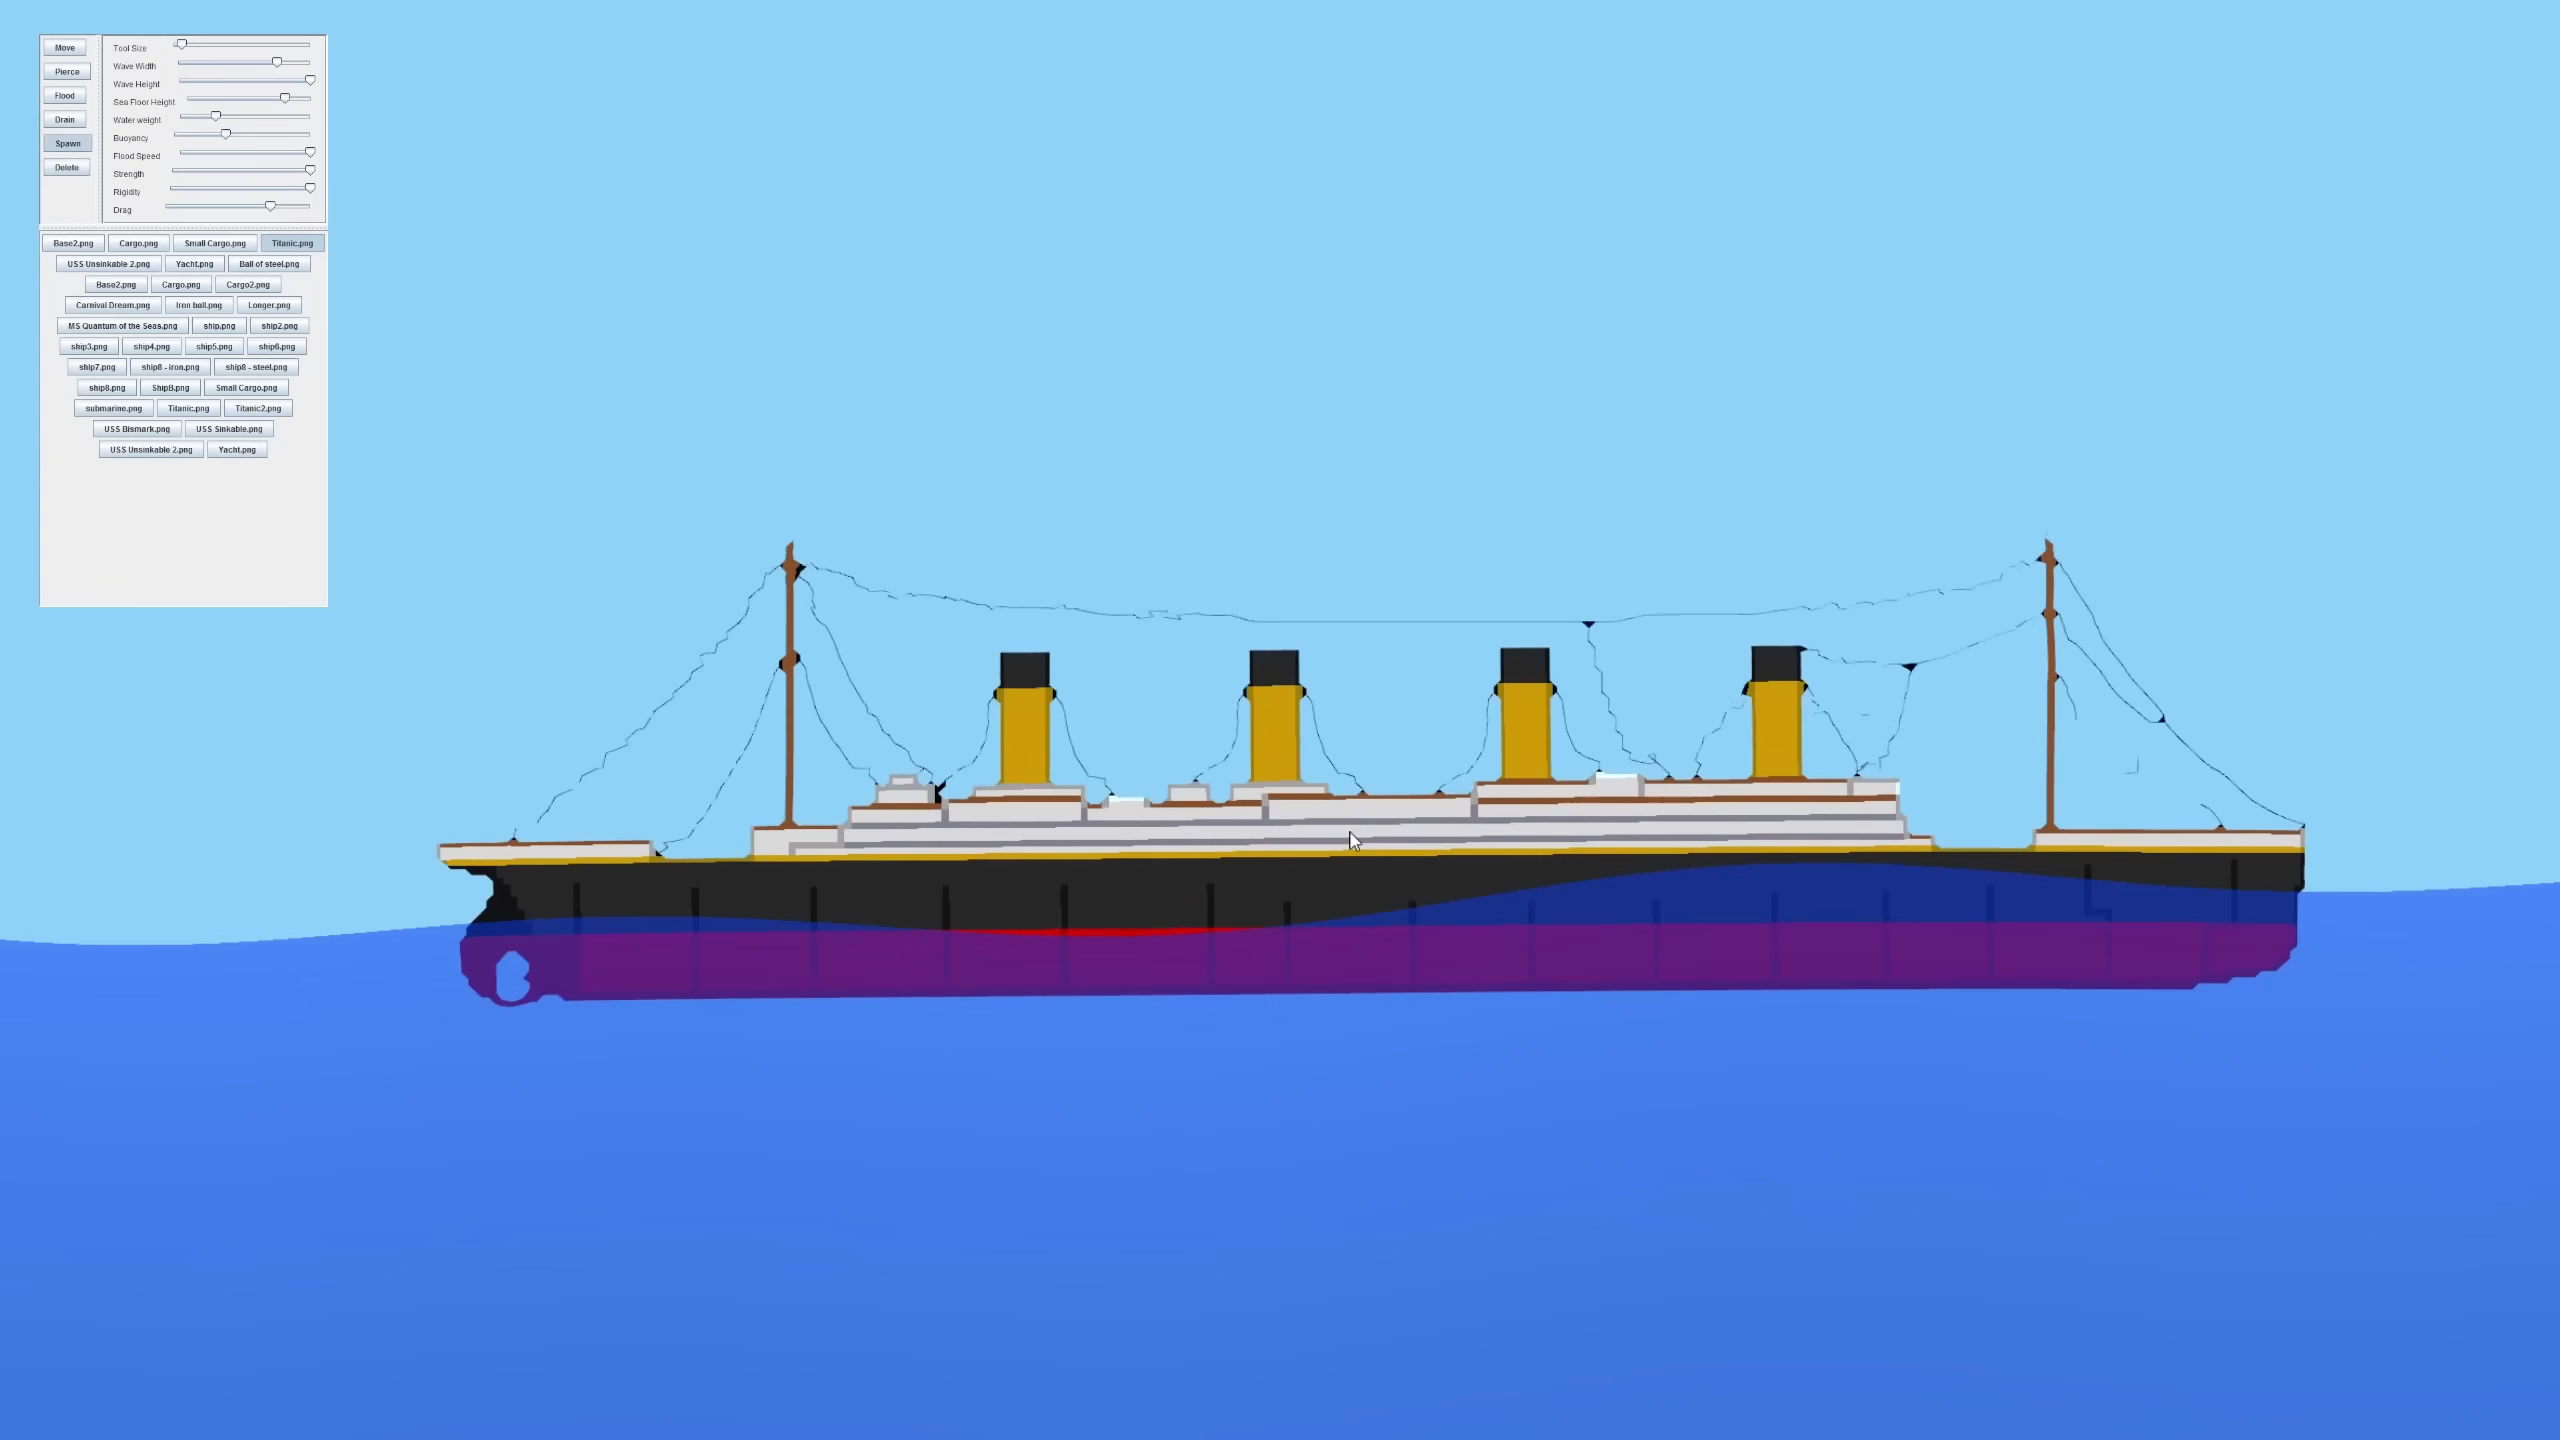 Move
Pierce
Flood
Drain
Spawn
Delete
Tool Size
Wave Width
Wave Height
Sea Floor Height
Water weight
Buoyancy
Flood Speed
Strength
Rigidity
Drag
Base2.png Cargo.png Small Cargo.png Titanic.png
USS Unsinkable 2.png Yacht.png Ball of steel.png
Base2.png Cargo.png Cargo2.png
Carnival Dream.png Iron ball.png Longer.png
MS Quantum of the Seas.png ship.png ship2.png
ship3.png ship4.png ship5.png ship6.png
ship7.png ship8 - iron.png ship8 - steel.png
ship8.png ShipB.png Small Cargo.png
submarine.png Titanic.png Titanic2.png
USS Bismark.png USS Sinkable.png
USS Unsinkable 2.png Yacht.png